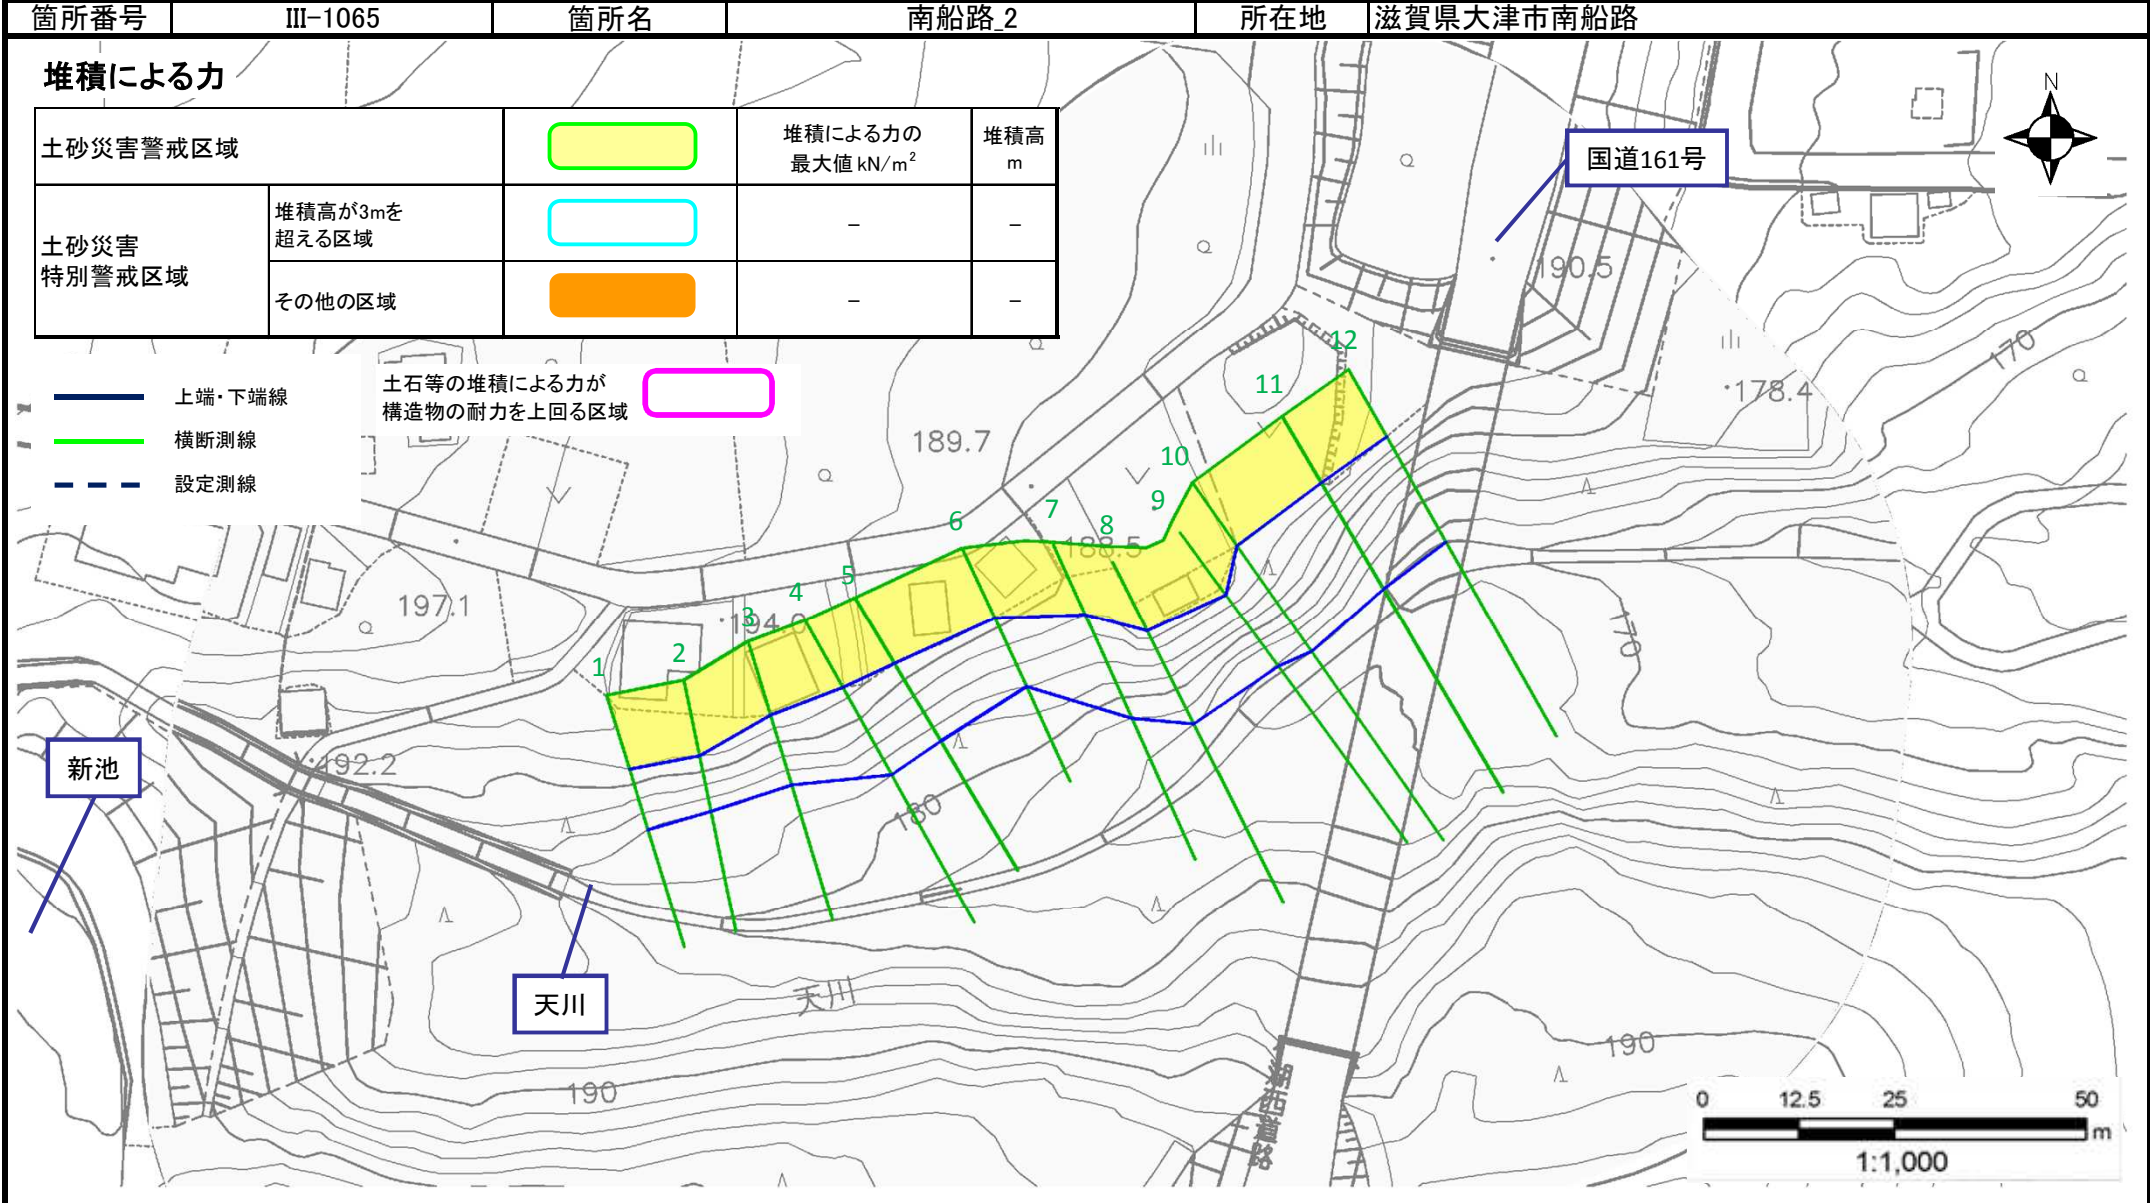 箇所番号 III-1065 箇所名 南船路_2 所在地 滋賀県大津市南船路
堆積による力
土砂災害警戒区域
堆積による力の
最大値 kN/m²
堆積高
m
土砂災害
特別警戒区域
堆積高が3mを
超える区域
－ －
その他の区域
－ －
上端・下端線
横断測線
設定測線
土石等の堆積による力が
構造物の耐力を上回る区域
N
国道161号
190.5
170
178.4
189.7
188.5
197.1
194.0
192.2
180
170
190
190
1
2
3
4
5
6
7
8
9
10
11
12
新池
天川
天川
湖西道路
0 12.5 25 50
m
1:1,000